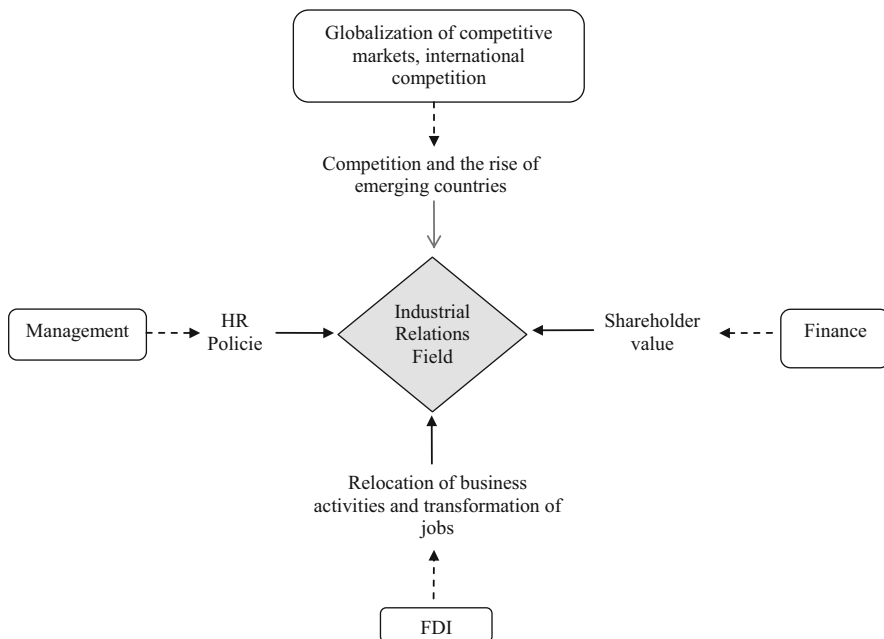 Globalization of competitive
markets, international
competition
Competition and the rise of
emerging countries
Management
HR
Policie
Industrial
Relations
Field
Shareholder
value
Finance
Relocation of business
activities and transformation of
jobs
FDI